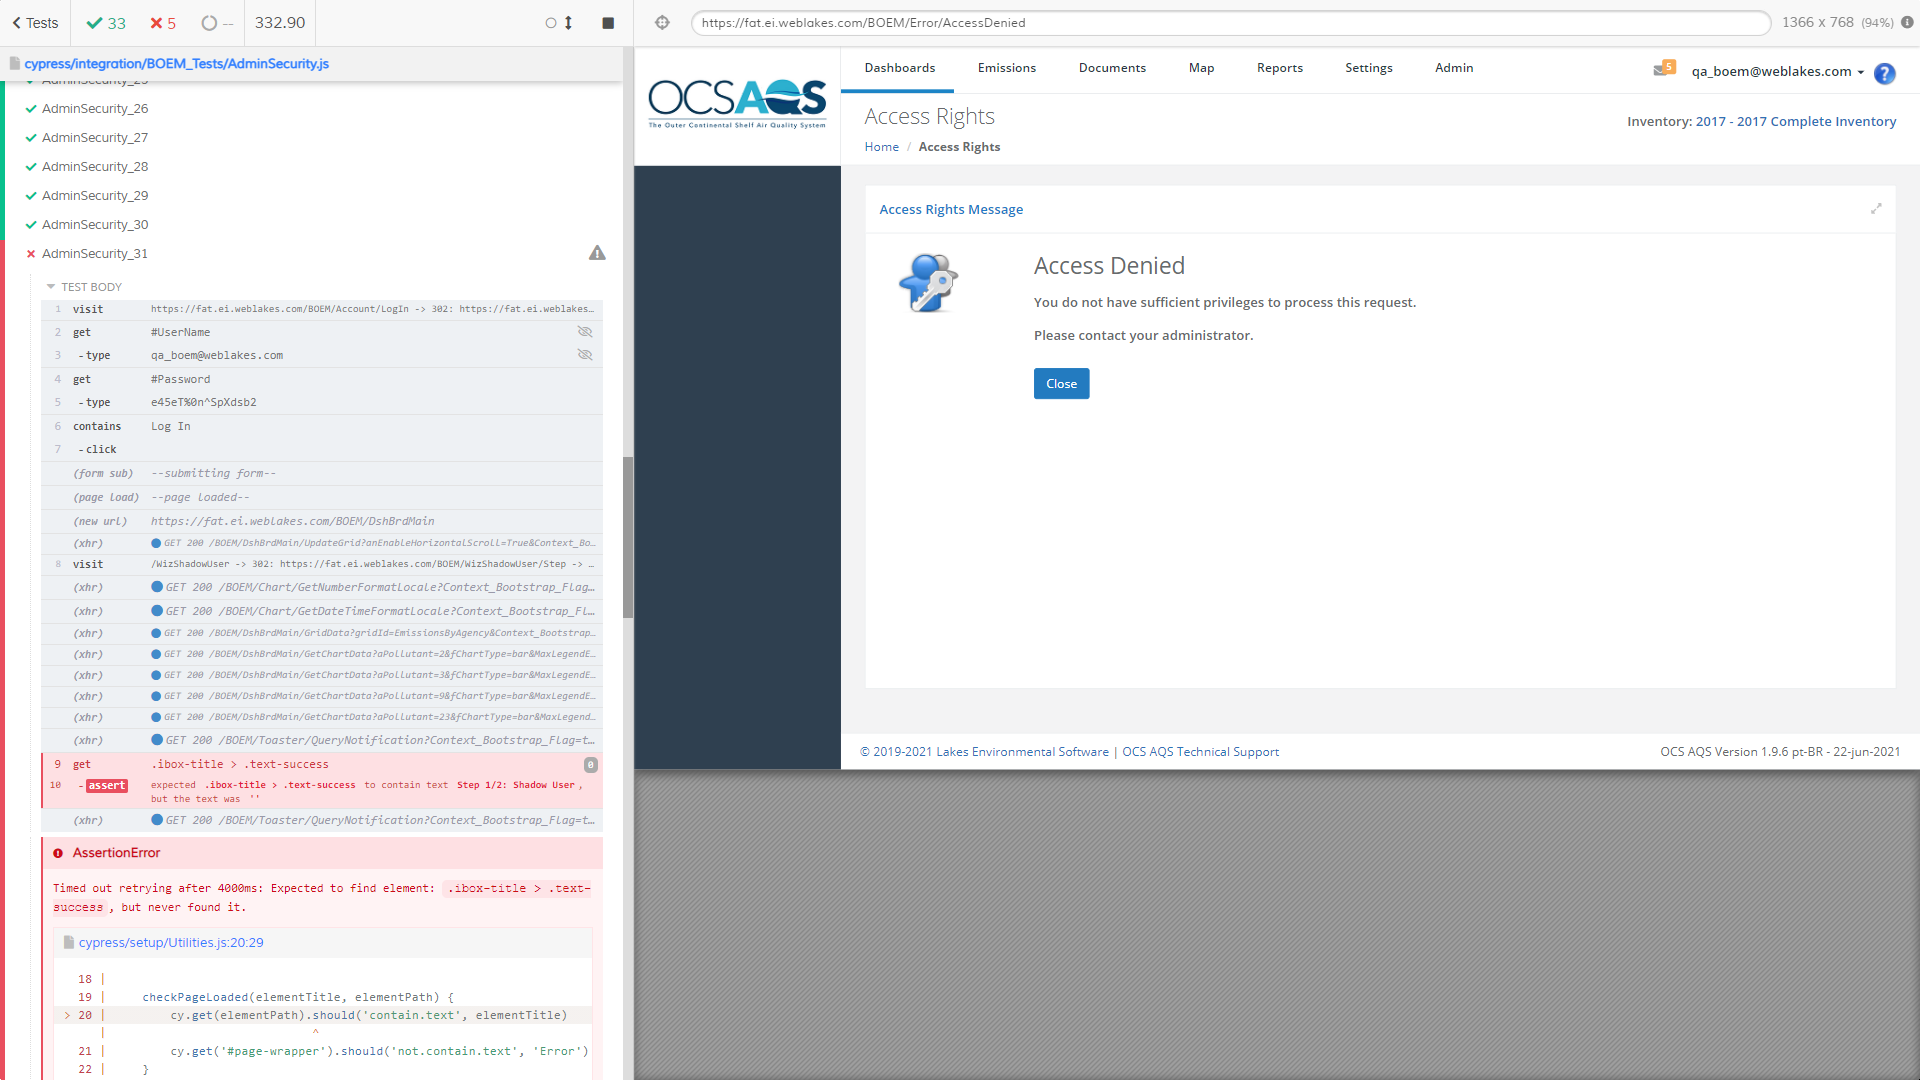 Tests
33
5
--
332.90
https://fat.ei.weblakes.com/BOEM/Error/AccessDenied
1366 x 768 (94%)
cypress/integration/BOEM_Tests/AdminSecurity.js
AdminSecurity_25
AdminSecurity_26
AdminSecurity_27
AdminSecurity_28
AdminSecurity_29
AdminSecurity_30
AdminSecurity_31
TEST BODY
1 visit https://fat.ei.weblakes.com/BOEM/Account/LogIn -> 302: https://fat.ei.weblakes...
2 get #UserName
3 -type qa_boem@weblakes.com
4 get #Password
5 -type e45eT%0n^SpXdsb2
6 contains Log In
7 -click
(form sub) --submitting form--
(page load) --page loaded--
(new url) https://fat.ei.weblakes.com/BOEM/DshBrdMain
(xhr) GET 200 /BOEM/DshBrdMain/UpdateGrid?anEnableHorizontalScroll=True&Context_Bo...
8 visit /WizShadowUser -> 302: https://fat.ei.weblakes.com/BOEM/WizShadowUser/Step -> ...
(xhr) GET 200 /BOEM/Chart/GetNumberFormatLocale?Context_Bootstrap_Flag...
(xhr) GET 200 /BOEM/Chart/GetDateTimeFormatLocale?Context_Bootstrap_Fl...
(xhr) GET 200 /BOEM/DshBrdMain/GridData?gridId=EmissionsByAgency&Context_Bootstrap...
(xhr) GET 200 /BOEM/DshBrdMain/GetChartData?aPollutant=2&fChartType=bar&MaxLegendE...
(xhr) GET 200 /BOEM/DshBrdMain/GetChartData?aPollutant=3&fChartType=bar&MaxLegendE...
(xhr) GET 200 /BOEM/DshBrdMain/GetChartData?aPollutant=9&fChartType=bar&MaxLegendE...
(xhr) GET 200 /BOEM/DshBrdMain/GetChartData?aPollutant=23&fChartType=bar&MaxLegend...
(xhr) GET 200 /BOEM/Toaster/QueryNotification?Context_Bootstrap_Flag=t...
9 get .ibox-title > .text-success 0
10 -assert expected .ibox-title > .text-success to contain text Step 1/2: Shadow User,
but the text was ''
(xhr) GET 200 /BOEM/Toaster/QueryNotification?Context_Bootstrap_Flag=t...
AssertionError
Timed out retrying after 4000ms: Expected to find element: .ibox-title > .text-
success, but never found it.
cypress/setup/Utilities.js:20:29
18 |
19 | checkPageLoaded(elementTitle, elementPath) {
> 20 | cy.get(elementPath).should('contain.text', elementTitle)
| ^
21 | cy.get('#page-wrapper').should('not.contain.text', 'Error')
22 | }
OCSAQS
The Outer Continental Shelf Air Quality System
Dashboards Emissions Documents Map Reports Settings Admin
5
qa_boem@weblakes.com
?
Access Rights
Inventory: 2017 - 2017 Complete Inventory
Home / Access Rights
Access Rights Message
Access Denied
You do not have sufficient privileges to process this request.
Please contact your administrator.
Close
© 2019-2021 Lakes Environmental Software | OCS AQS Technical Support
OCS AQS Version 1.9.6 pt-BR - 22-jun-2021